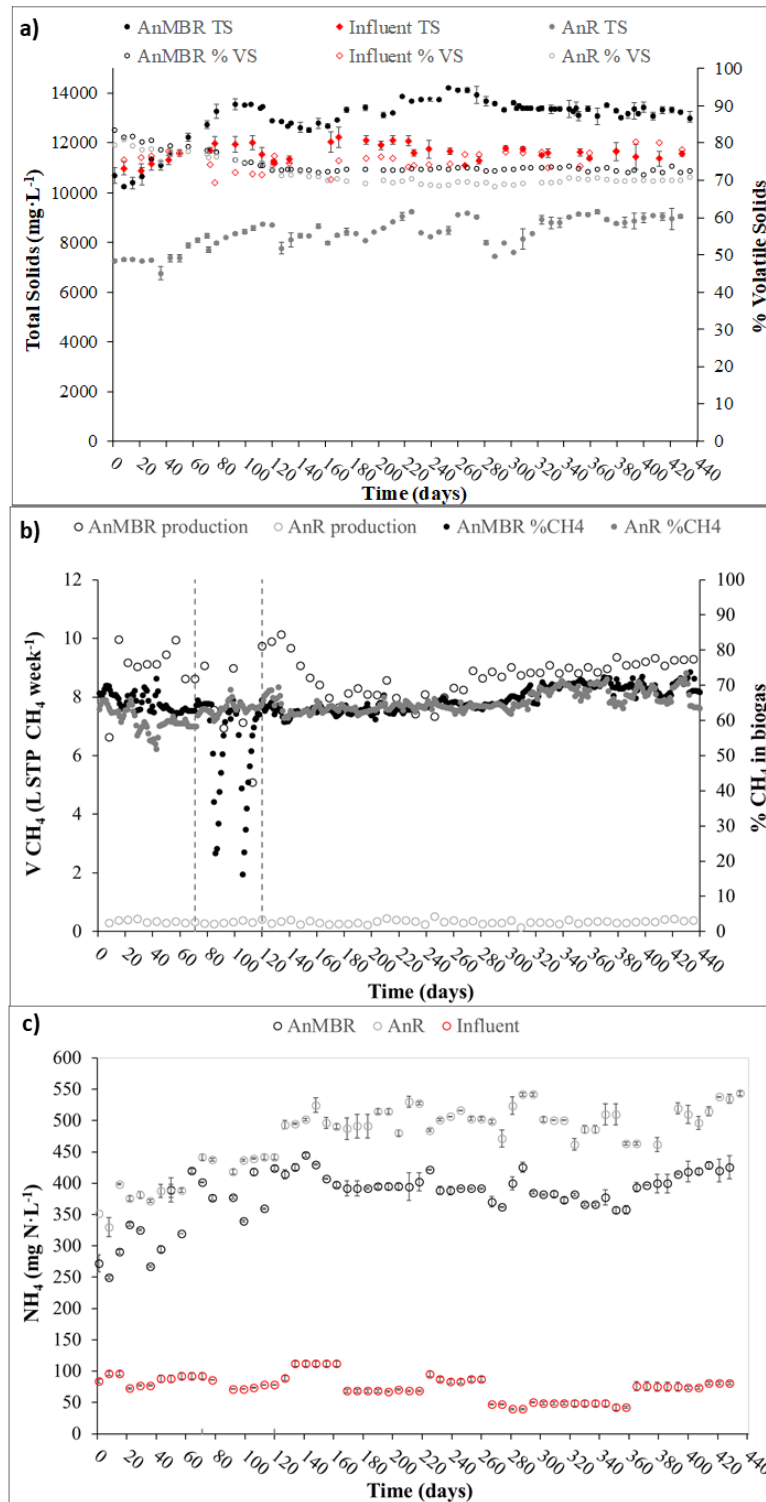 a)
AnMBR TS Influent TS AnR TS
AnMBR % VS Influent % VS AnR % VS
14000
12000
10000
8000
6000
4000
2000
0
Total Solids (mg·L-1)
100
90
80
70
60
50
40
30
20
10
0
% Volatile Solids
0 20 40 60 80 100 120 140 160 180 200 220 240 260 280 300 320 340 360 380 400 420 440
Time (days)
b)
AnMBR production AnR production AnMBR %CH4 AnR %CH4
12
10
8
6
4
2
0
V CH4 (L STP CH4 week-1)
100
90
80
70
60
50
40
30
20
10
0
% CH4 in biogas
0 20 40 60 80 100 120 140 160 180 200 220 240 260 280 300 320 340 360 380 400 420 440
Time (days)
c)
AnMBR AnR Influent
600
550
500
450
400
350
300
250
200
150
100
50
0
NH4 (mg N·L-1)
0 20 40 60 80 100 120 140 160 180 200 220 240 260 280 300 320 340 360 380 400 420 440
Time (days)